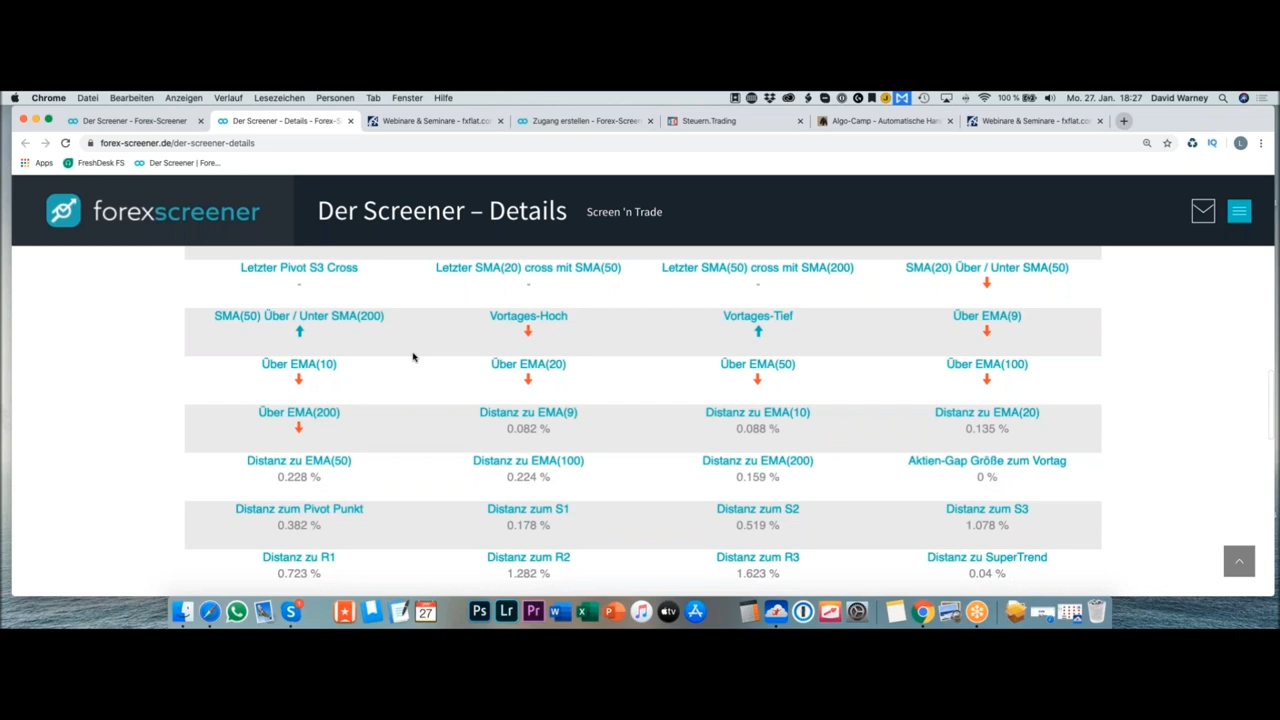 Chrome Datei Bearbeiten Anzeigen Verlauf Lesezeichen Personen Tab Fenster Hilfe 100 % Mo. 27. Jan. 18:27 David Warney
Der Screener - Forex-Screener Der Screener - Details - Forex-S Webinare & Seminare - fxflat.co Zugang erstellen - Forex-Scree Steuern.Trading Algo-Camp - Automatische Han Webinare & Seminare - fxflat.co
forex-screener.de/der-screener-details IQ L
Apps FreshDesk FS Der Screener | Fore...
forexscreener Der Screener – Details Screen 'n Trade
Letzter Pivot S3 Cross Letzter SMA(20) cross mit SMA(50) Letzter SMA(50) cross mit SMA(200) SMA(20) Über / Unter SMA(50)
- - -
SMA(50) Über / Unter SMA(200) Vortages-Hoch Vortages-Tief Über EMA(9)
Über EMA(10) Über EMA(20) Über EMA(50) Über EMA(100)
Über EMA(200) Distanz zu EMA(9) Distanz zu EMA(10) Distanz zu EMA(20)
0.082 % 0.088 % 0.135 %
Distanz zu EMA(50) Distanz zu EMA(100) Distanz zu EMA(200) Aktien-Gap Größe zum Vortag
0.228 % 0.224 % 0.159 % 0 %
Distanz zum Pivot Punkt Distanz zum S1 Distanz zum S2 Distanz zum S3
0.382 % 0.178 % 0.519 % 1.078 %
Distanz zu R1 Distanz zum R2 Distanz zum R3 Distanz zu SuperTrend
0.723 % 1.282 % 1.623 % 0.04 %
27 Ps Lr Pr tv